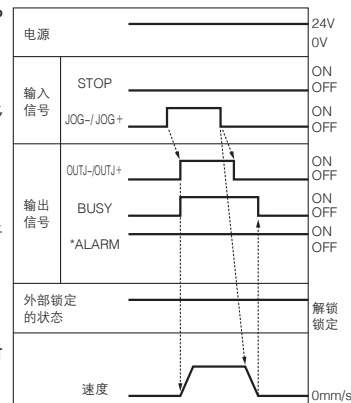 电源
24V
0V
输入
信号
STOP
ON
OFF
JOG–/JOG+
ON
OFF
输出
信号
OUTJ–/OUTJ+
ON
OFF
BUSY
ON
OFF
*ALARM
ON
OFF
外部锁定
的状态
解锁
锁定
速度
0mm/s